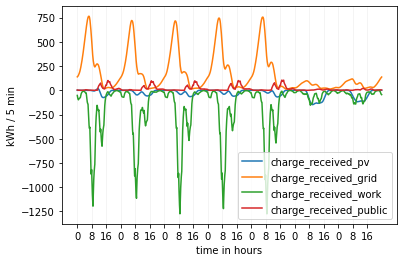 750
500
250
0
−250
−500
−750
−1000
−1250
kWh / 5 min
charge_received_pv
charge_received_grid
charge_received_work
charge_received_public
0 8 16 0 8 16 0 8 16 0 8 16 0 8 16 0 8 16 0 8 16
time in hours